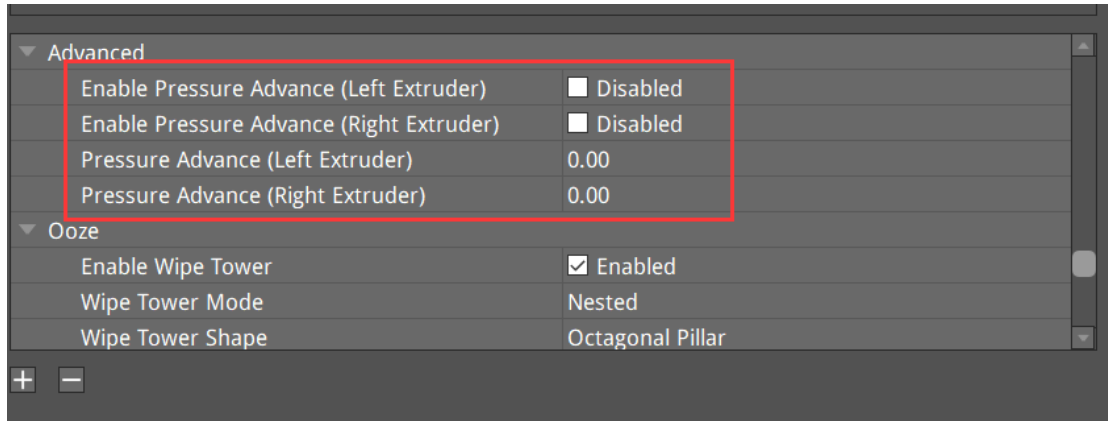 Advanced
Enable Pressure Advance (Left Extruder) Disabled
Enable Pressure Advance (Right Extruder) Disabled
Pressure Advance (Left Extruder) 0.00
Pressure Advance (Right Extruder) 0.00
Ooze
Enable Wipe Tower Enabled
Wipe Tower Mode Nested
Wipe Tower Shape Octagonal Pillar